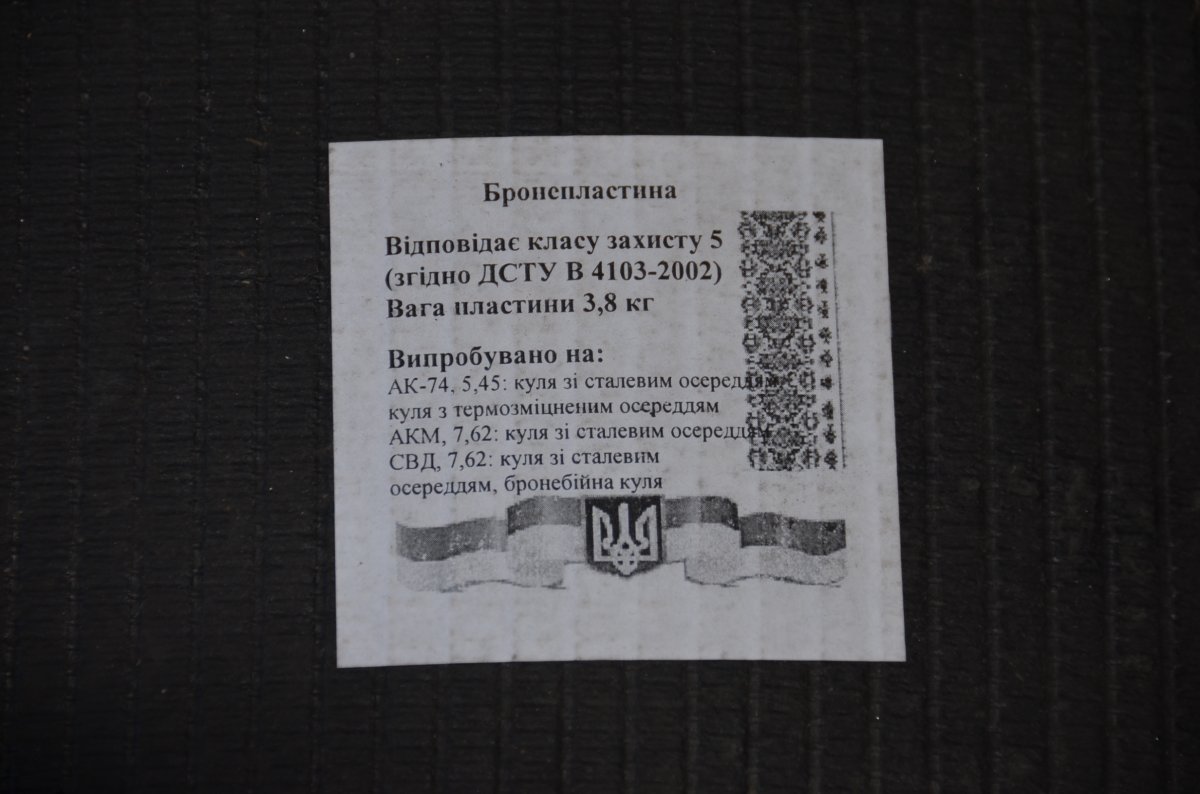 Бронепластина
Відповідає класу захисту 5
(згідно ДСТУ В 4103-2002)
Вага пластини 3,8 кг
Випробувано на:
АК-74, 5,45: куля зі сталевим осереддям
куля з термозміцненим осереддям
АКМ, 7,62: куля зі сталевим осереддям
СВД, 7,62: куля зі сталевим
осереддям, бронебійна куля